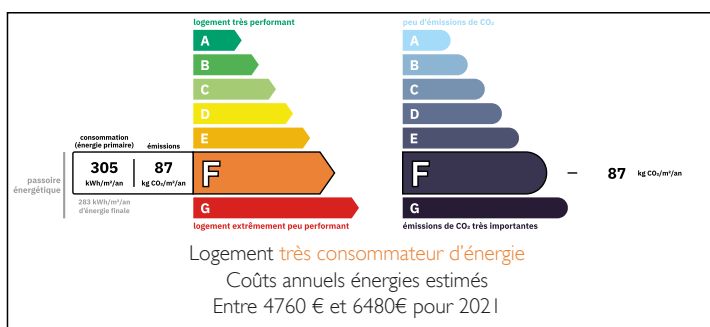 logement très performant
A
B
C
D
E
consommation
(énergie primaire)
émissions
passoire
énergétique
305
kWh/m²/an
87
kg CO₂/m²/an
F
283 kWh/m²/an
d'énergie finale
G
logement extrêmement peu performant
peu d'émissions de CO₂
A
B
C
D
E
F
87 kg CO₂/m²/an
G
émissions de CO₂ très importantes
Logement très consommateur d'énergie
Coûts annuels énergies estimés
Entre 4760 € et 6480€ pour 2021